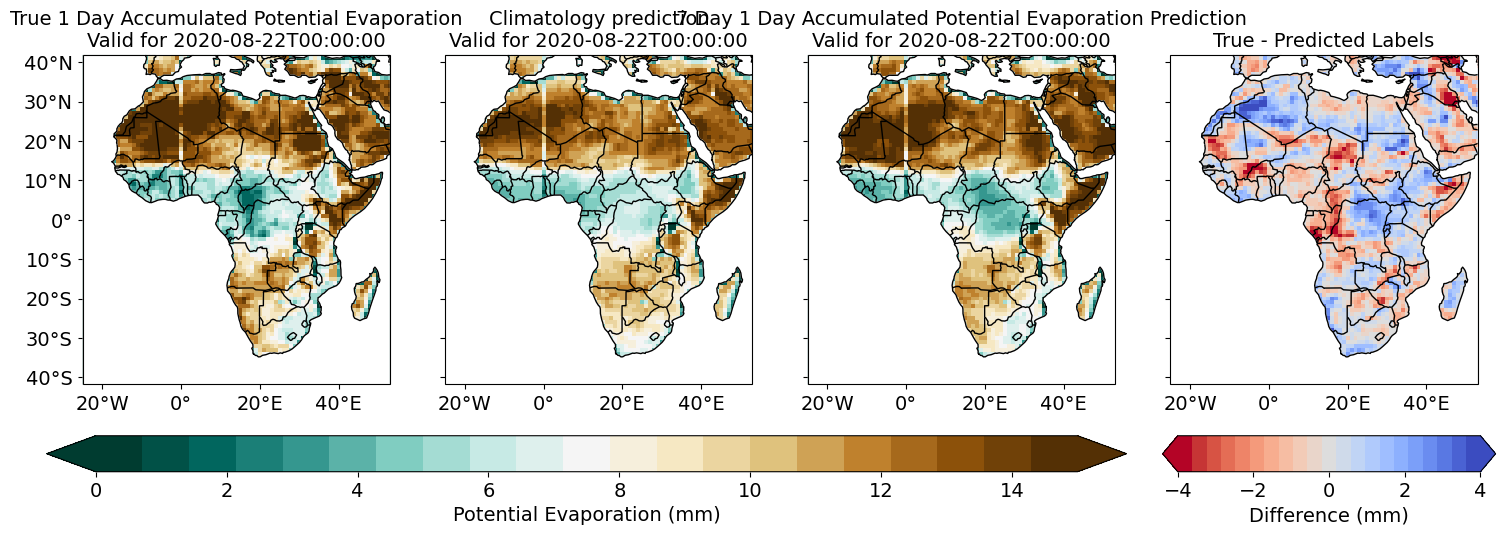 True 1 Day Accumulated Potential Evaporation
Valid for 2020-08-22T00:00:00
Climatology prediction
Valid for 2020-08-22T00:00:00
7 Day 1 Day Accumulated Potential Evaporation Prediction
Valid for 2020-08-22T00:00:00
True - Predicted Labels
40°N
30°N
20°N
10°N
0°
10°S
20°S
30°S
40°S
20°W 0° 20°E 40°E
20°W 0° 20°E 40°E
20°W 0° 20°E 40°E
20°W 0° 20°E 40°E
0 2 4 6 8 10 12 14
Potential Evaporation (mm)
−4 −2 0 2 4
Difference (mm)